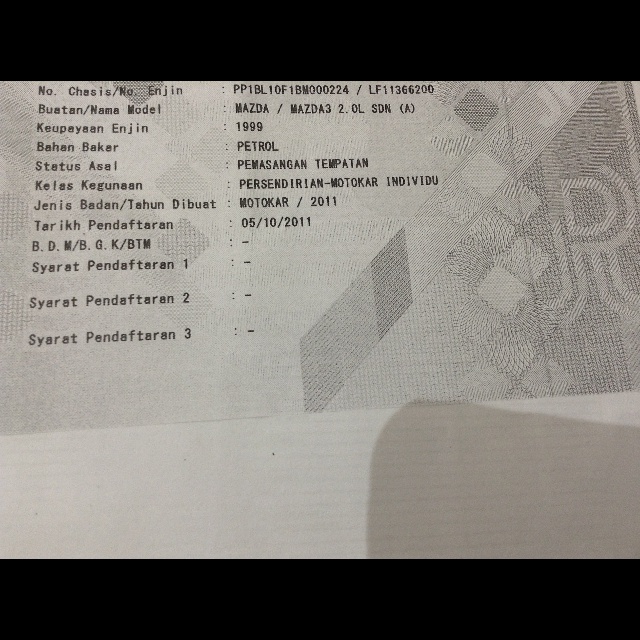 No. Chasis/No. Enjin : PP1BL10F1BM000224 / LF11366200
Buatan/Nama Model : MAZDA / MAZDA3 2.0L SDN (A)
Keupayaan Enjin : 1999
Bahan Bakar : PETROL
Status Asal : PEMASANGAN TEMPATAN
Kelas Kegunaan : PERSENDIRIAN-MOTOKAR INDIVIDU
Jenis Badan/Tahun Dibuat : MOTOKAR / 2011
Tarikh Pendaftaran : 05/10/2011
B.D.M/B.G.K/BTM : -
Syarat Pendaftaran 1 : -
Syarat Pendaftaran 2 : -
Syarat Pendaftaran 3 : -